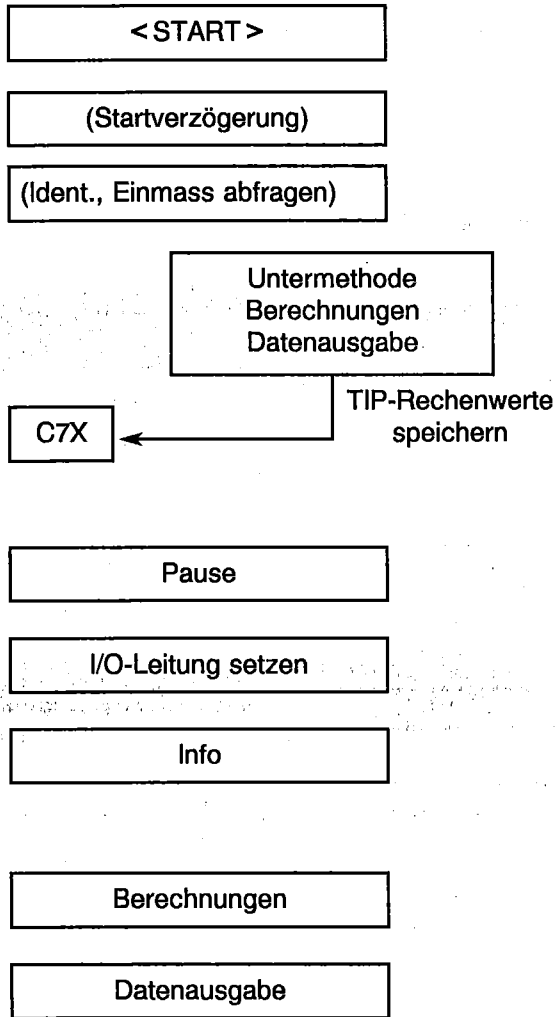 <START>
(Startverzögerung)
(Ident., Einmass abfragen)
Untermethode
Berechnungen
Datenausgabe
TIP-Rechenwerte
speichern
C7X
Pause
I/O-Leitung setzen
Info
Berechnungen
Datenausgabe